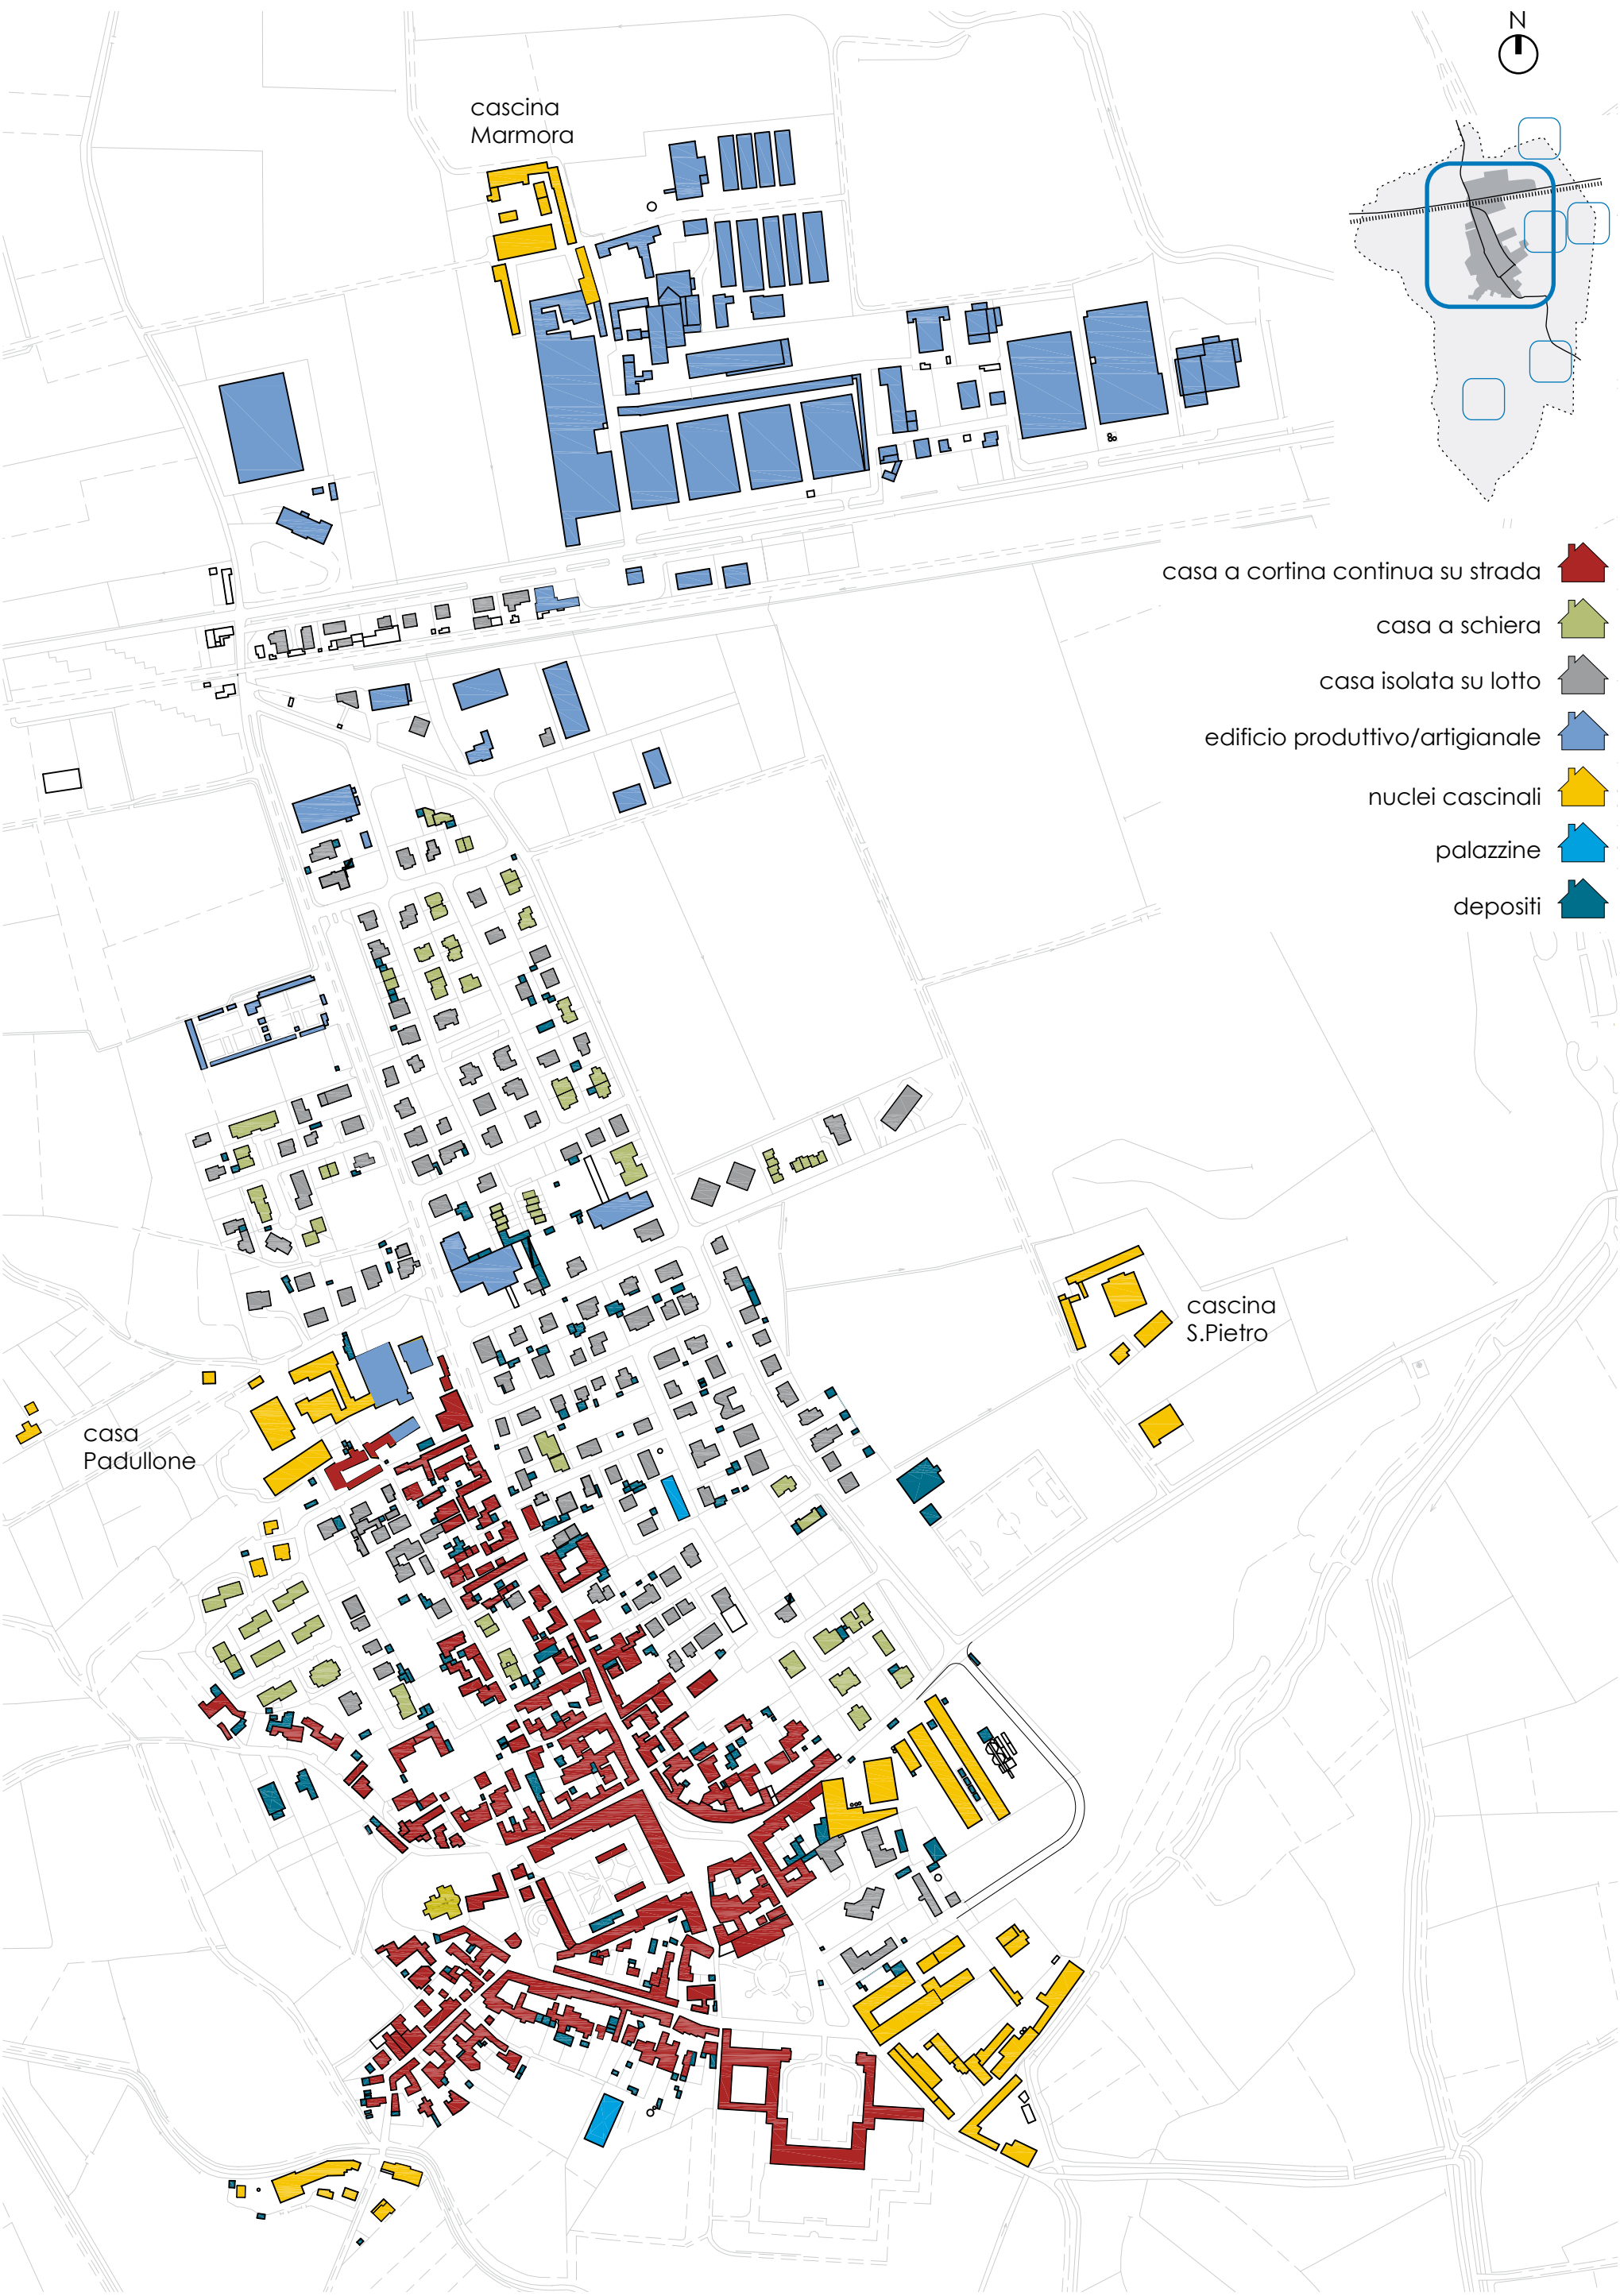 N
cascina
Marmora
casa a cortina continua su strada
casa a schiera
casa isolata su lotto
edificio produttivo/artigianale
nuclei cascinali
palazzine
depositi
cascina
S.Pietro
casa
Padullone